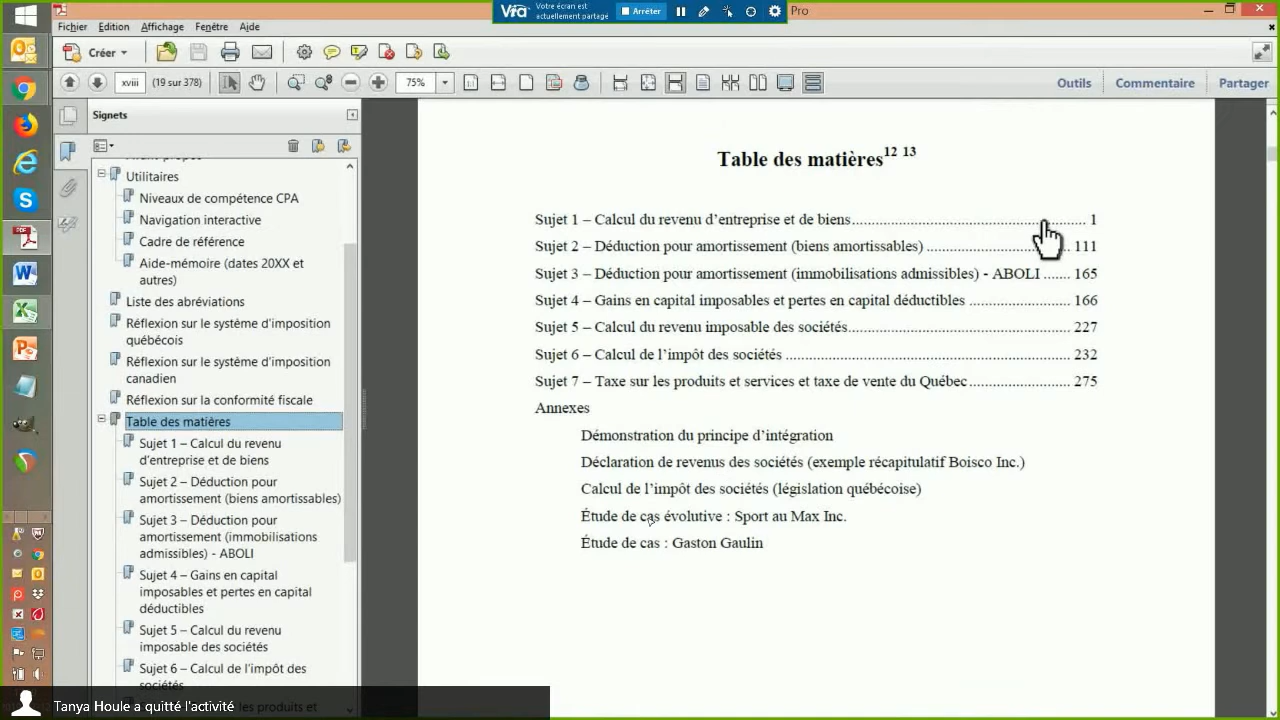 Vra
Votre écran est
actuellement partagé
Arrêter
Pro
Fichier Edition Affichage Fenêtre Aide
Créer
xviii (19 sur 378) 75% Outils Commentaire Partager
Signets
Utilitaires
Niveaux de compétence CPA
Navigation interactive
Cadre de référence
Aide-mémoire (dates 20XX et
autres)
Liste des abréviations
Réflexion sur le système d'imposition
québécois
Réflexion sur le système d'imposition
canadien
Réflexion sur la conformité fiscale
Table des matières
Sujet 1 – Calcul du revenu
d'entreprise et de biens
Sujet 2 – Déduction pour
amortissement (biens amortissables)
Sujet 3 – Déduction pour
amortissement (immobilisations
admissibles) - ABOLI
Sujet 4 – Gains en capital
imposables et pertes en capital
déductibles
Sujet 5 – Calcul du revenu
imposable des sociétés
Sujet 6 – Calcul de l'impôt des
sociétés
les produits et
Table des matières12 13
Sujet 1 – Calcul du revenu d'entreprise et de biens 1
Sujet 2 – Déduction pour amortissement (biens amortissables) 111
Sujet 3 – Déduction pour amortissement (immobilisations admissibles) - ABOLI 165
Sujet 4 – Gains en capital imposables et pertes en capital déductibles 166
Sujet 5 – Calcul du revenu imposable des sociétés 227
Sujet 6 – Calcul de l'impôt des sociétés 232
Sujet 7 – Taxe sur les produits et services et taxe de vente du Québec 275
Annexes
Démonstration du principe d'intégration
Déclaration de revenus des sociétés (exemple récapitulatif Boisco Inc.)
Calcul de l'impôt des sociétés (législation québécoise)
Étude de cas évolutive : Sport au Max Inc.
Étude de cas : Gaston Gaulin
Tanya Houle a quitté l'activité